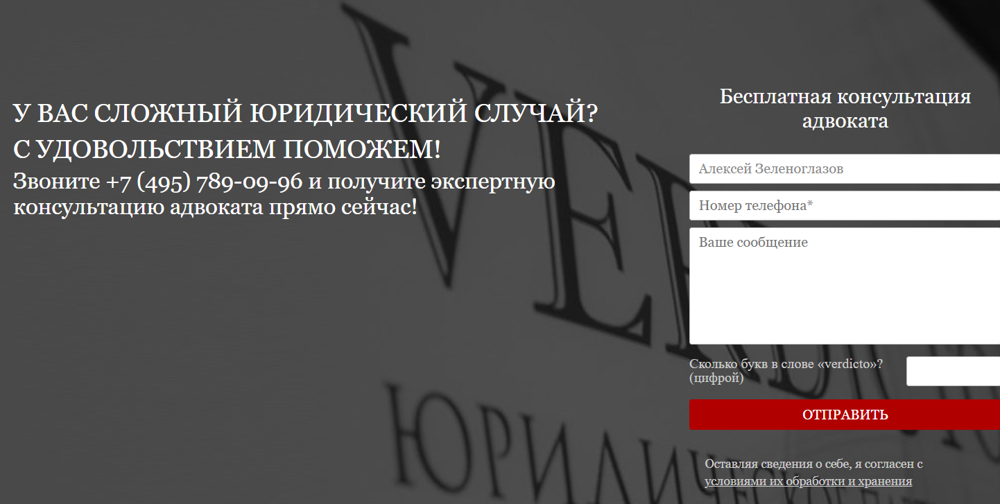 У ВАС СЛОЖНЫЙ ЮРИДИЧЕСКИЙ СЛУЧАЙ?
С УДОВОЛЬСТВИЕМ ПОМОЖЕМ!
Звоните +7 (495) 789-09-96 и получите экспертную
консультацию адвоката прямо сейчас!
Бесплатная консультация
адвоката
Алексей Зеленоглазов
Номер телефона*
Ваше сообщение
Сколько букв в слове «verdicto»?
(цифрой)
ОТПРАВИТЬ
Оставляя сведения о себе, я согласен с
условиями их обработки и хранения